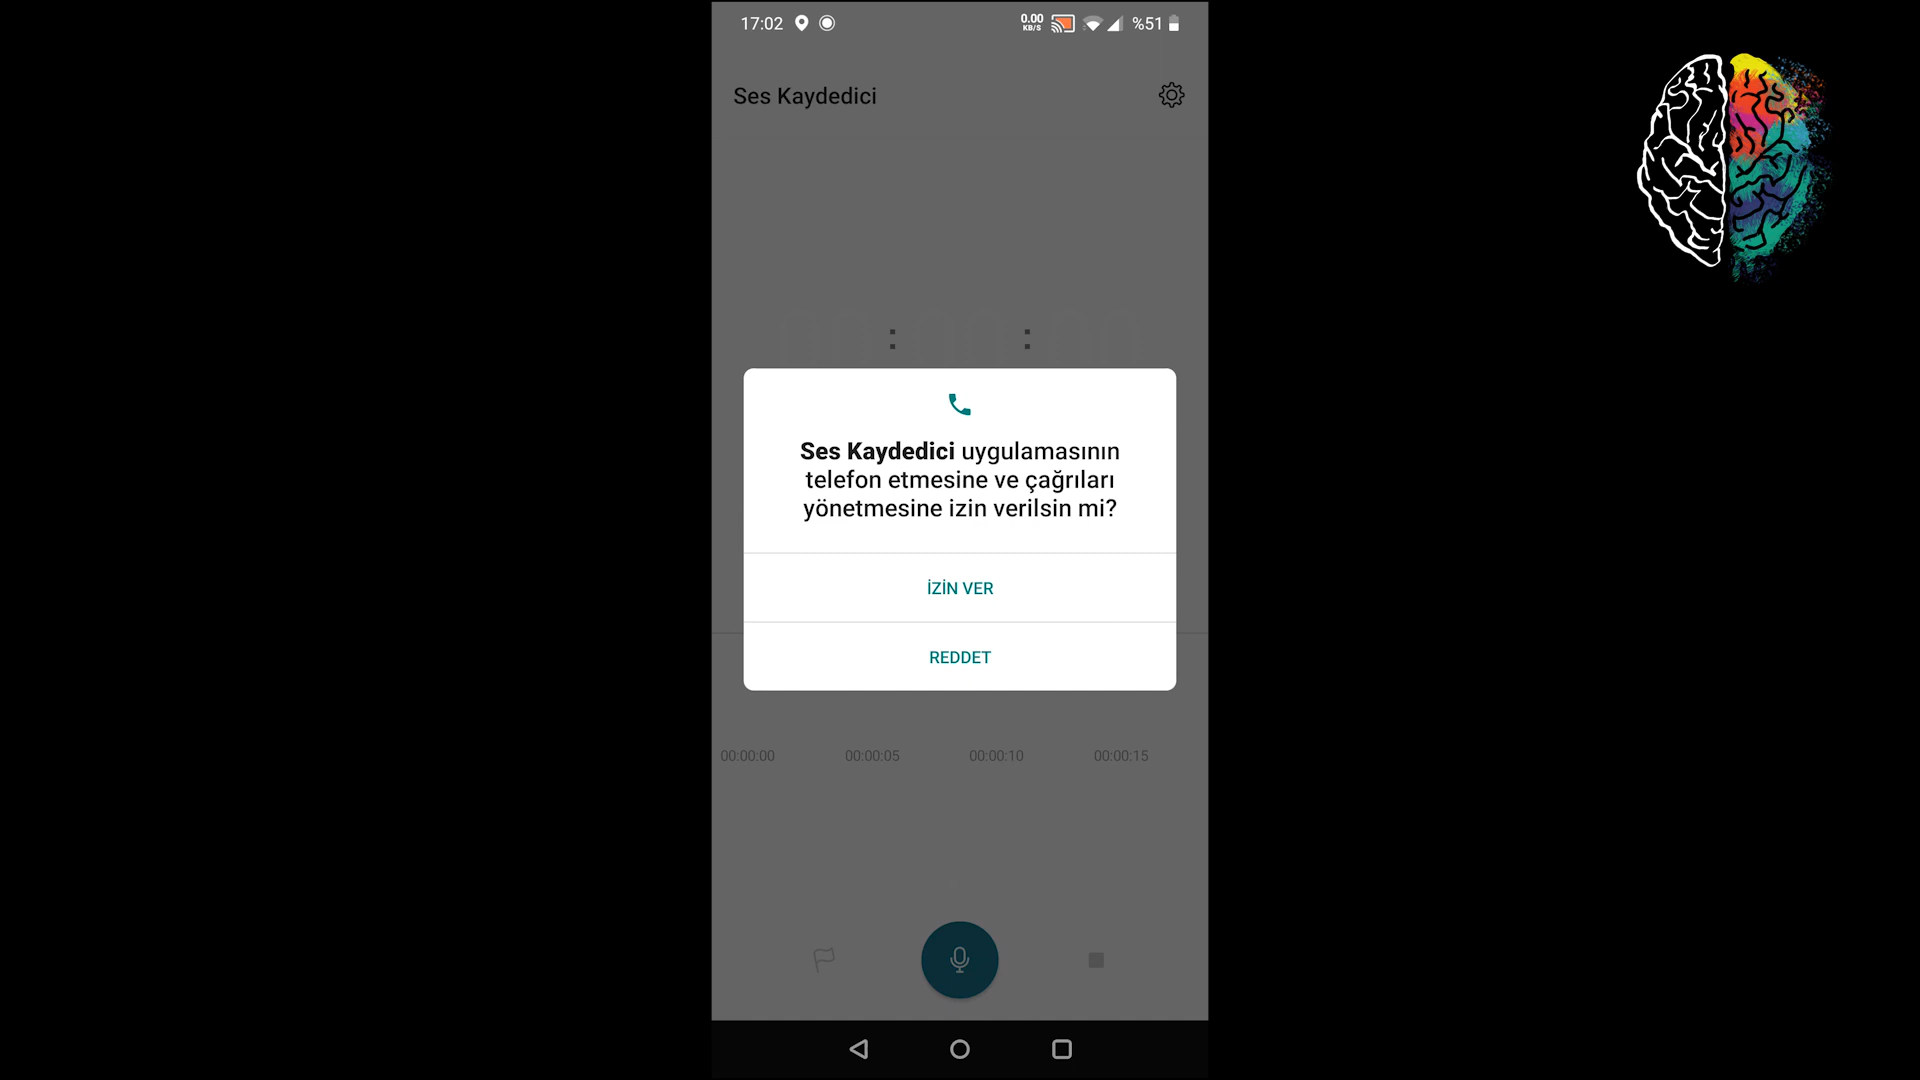 17:02
0.00
KB/S
%51
Ses Kaydedici
Ses Kaydedici uygulamasının
telefon etmesine ve çağrıları
yönetmesine izin verilsin mi?
İZİN VER
REDDET
00:00:00 00:00:05 00:00:10 00:00:15